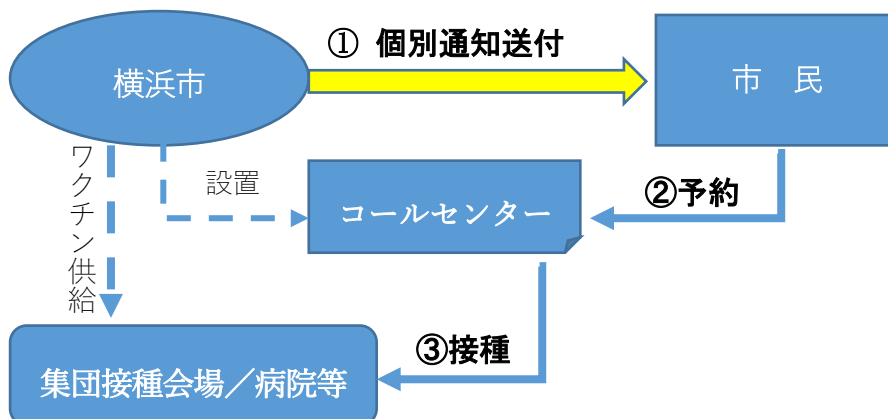 ① 個別通知送付
横浜市
市　民
ワクチン供給
設置
②予約
コールセンター
③接種
集団接種会場／病院等